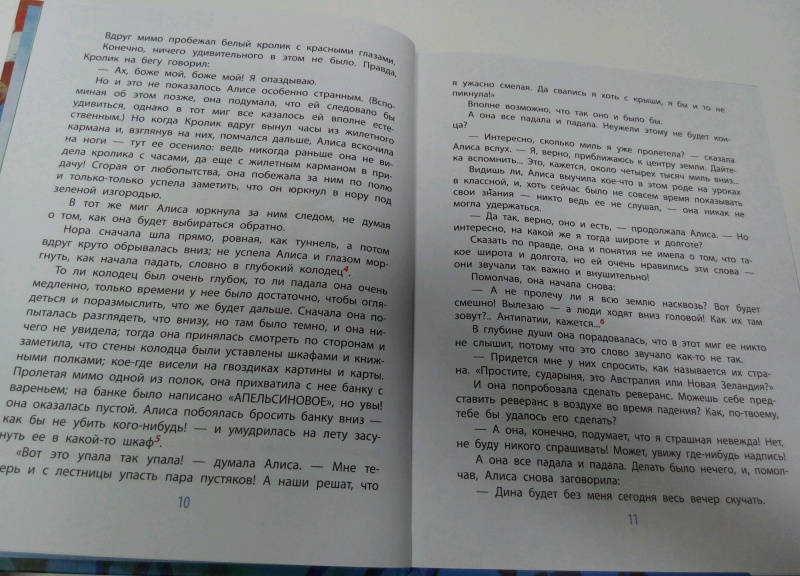 Вдруг мимо пробежал белый кролик с красными глазами.
Конечно, ничего удивительного в этом не было. Правда,
Кролик на бегу говорил:
— Ах, боже мой, боже мой! Я опаздываю.
Но и это не показалось Алисе особенно странным. (Вспо-
миная об этом позже, она подумала, что ей следовало бы
удивиться, однако в тот миг все казалось ей вполне есте-
ственным.) Но когда Кролик вдруг вынул часы из жилетного
кармана и, взглянув на них, помчался дальше, Алиса вскочила
на ноги — тут ее осенило: ведь никогда раньше она не ви-
дела кролика с часами, да еще с жилетным карманом в при-
дачу! Сгорая от любопытства, она побежала за ним по полю
и только-только успела заметить, что он юркнул в нору под
зеленой изгородью.
В тот же миг Алиса юркнула за ним следом, не думая
о том, как она будет выбираться обратно.
Нора сначала шла прямо, ровная, как туннель, а потом
вдруг круто обрывалась вниз; не успела Алиса и глазом мор-
гнуть, как начала падать, словно в глубокий колодец4.
То ли колодец был очень глубок, то ли падала она очень
медленно, только времени у нее было достаточно, чтобы огля-
деться и поразмыслить, что же будет дальше. Сначала она по-
пыталась разглядеть, что внизу, но там было темно, и она ни-
чего не увидела; тогда она принялась смотреть по сторонам и
заметила, что стены колодца были уставлены шкафами и книж-
ными полками; кое-где висели на гвоздиках картины и карты.
Пролетая мимо одной из полок, она прихватила с нее банку с
вареньем; на банке было написано «АПЕЛЬСИНОВОЕ», но увы!
она оказалась пустой. Алиса побоялась бросить банку вниз —
как бы не убить кого-нибудь! — и умудрилась на лету засу-
нуть ее в какой-то шкаф5.
«Вот это упала так упала! — думала Алиса. — Мне те-
ерь и с лестницы упасть пара пустяков! А наши решат, что
10
я ужасно смелая. Да свались я хоть с крыши, я бы и то не
пикнула!»
Вполне возможно, что так оно и было бы.
А она все падала и падала. Неужели этому не будет кон-
ца?
— Интересно, сколько миль я уже пролетела? — сказала
Алиса вслух. — Я, верно, приближаюсь к центру земли. Дайте-
ка вспомнить... Это, кажется, около четырех тысяч миль вниз...
Видишь ли, Алиса выучила кое-что в этом роде на уроках
в классной, и, хоть сейчас было не совсем время показывать
свои знания — никто ведь ее не слушал, — она никак не
могла удержаться.
— Да так, верно, оно и есть, — продолжала Алиса. — Но
интересно, на какой же я тогда широте и долготе?
Сказать по правде, она и понятия не имела о том, что та-
кое широта и долгота, но ей очень нравились эти слова —
они звучали так важно и внушительно!
Помолчав, она начала снова:
— А не пролечу ли я всю землю насквозь? Вот будет
смешно! Вылезаю — а люди ходят вниз головой! Как их там
зовут?.. Антипатии, кажется...6
В глубине души она порадовалась, что в этот миг ее никто
не слышит, потому что это слово звучало как-то не так.
— Придется мне у них спросить, как называется их стра-
на. «Простите, сударыня, это Австралия или Новая Зеландия?»
И она попробовала сделать реверанс. Можешь себе пред-
ставить реверанс в воздухе во время падения? Как, по-твоему,
тебе бы удалось его сделать?
— А она, конечно, подумает, что я страшная невежда! Нет,
не буду никого спрашивать! Может, увижу где-нибудь надпись!
А она все падала и падала. Делать было нечего, и, помол-
чав, Алиса снова заговорила:
— Дина будет без меня сегодня весь вечер скучать.
11